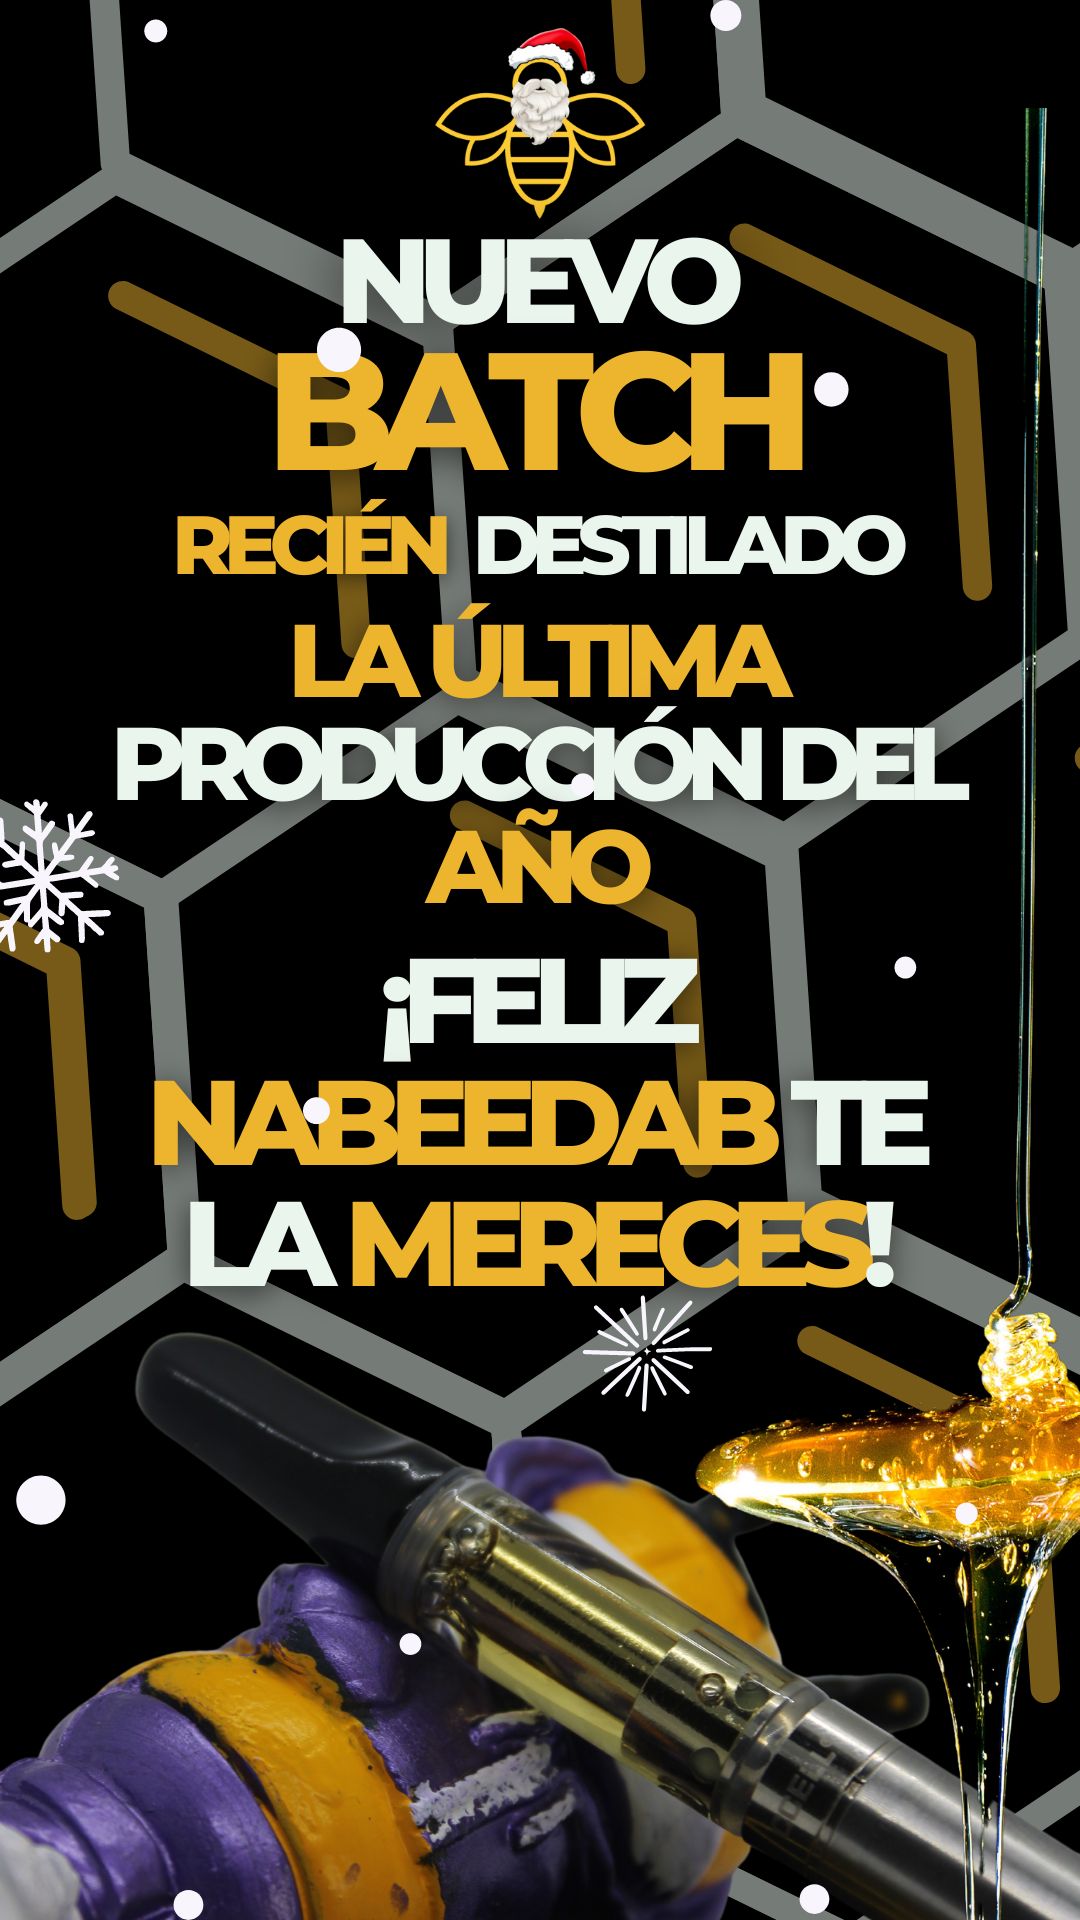 NUEVO
BATCH
RECIÉN DESTILADO
LA ÚLTIMA
PRODUCCIÓN DEL
AÑO
¡FELIZ
NABEEDAB TE
LA MERECES!